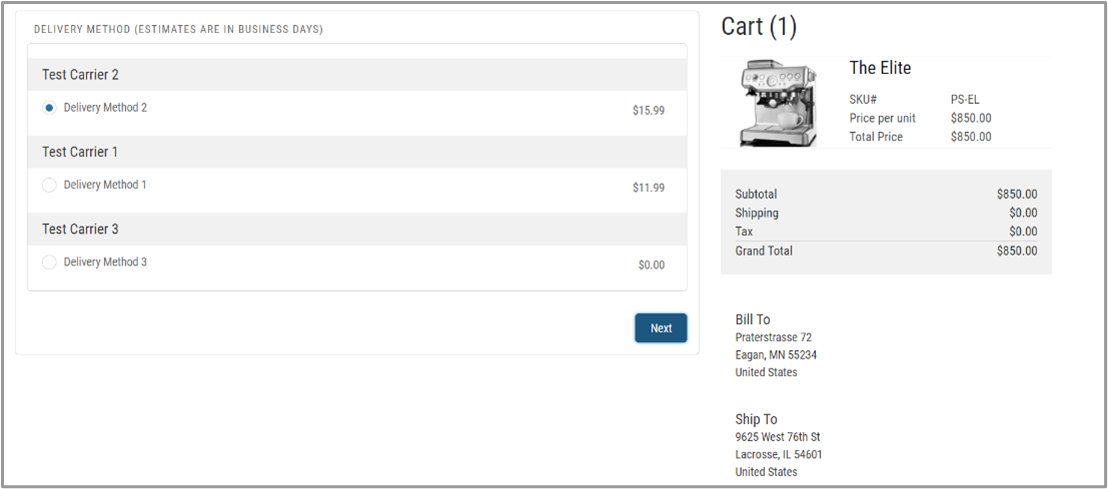 DELIVERY METHOD (ESTIMATES ARE IN BUSINESS DAYS)
Test Carrier 2
Delivery Method 2 $15.99
Test Carrier 1
Delivery Method 1 $11.99
Test Carrier 3
Delivery Method 3 $0.00
Next
Cart (1)
The Elite
SKU# PS-EL
Price per unit $850.00
Total Price $850.00
Subtotal $850.00
Shipping $0.00
Tax $0.00
Grand Total $850.00
Bill To
Praterstrasse 72
Eagan, MN 55234
United States
Ship To
9625 West 76th St
Lacrosse, IL 54601
United States